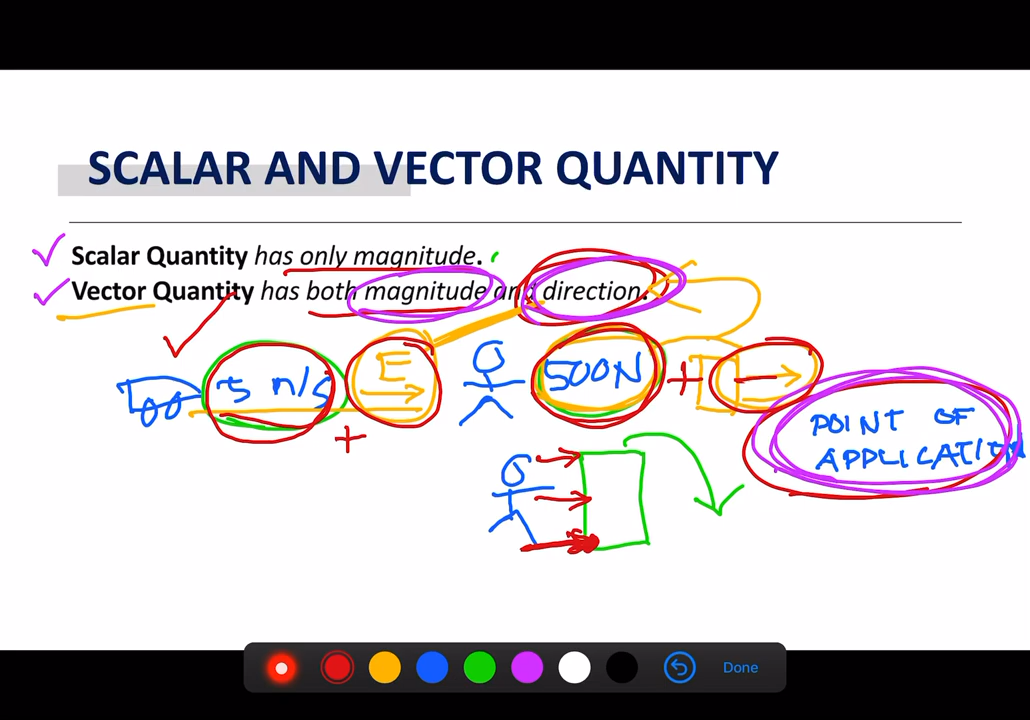 SCALAR AND VECTOR QUANTITY
Scalar Quantity has only magnitude.
Vector Quantity has both magnitude and direction.
5 m/s E 500N +
+
POINT OF
APPLICATION
Done